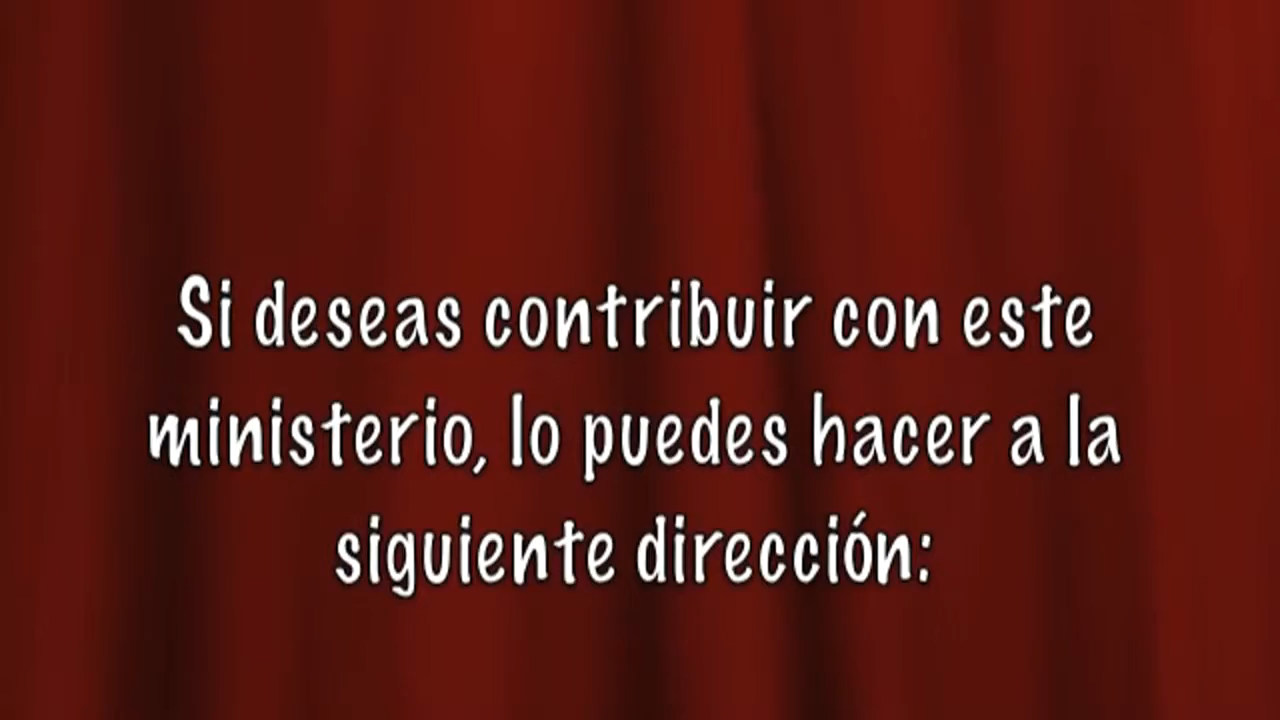 Si deseas contribuir con este
ministerio, lo puedes hacer a la
siguiente dirección: